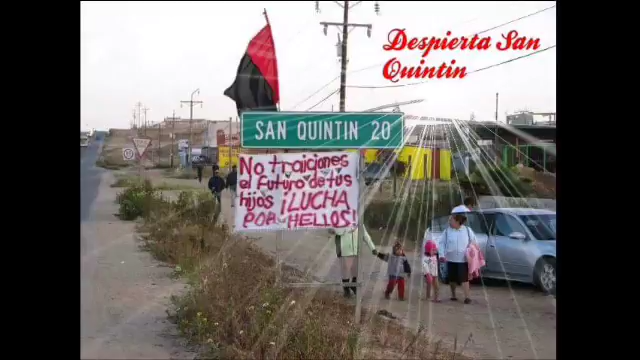 Despierta San
Quintin
SAN QUINTIN 20
No traiciones
el futuro de tus
hijos ¡LUCHA
POR HELLOS!